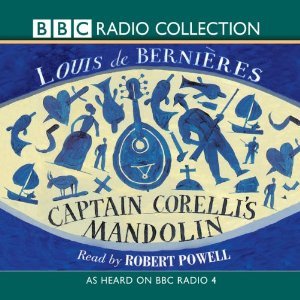 BBC RADIO COLLECTION
LOUIS DE BERNIÈRES
CAPTAIN CORELLI'S
MANDOLIN
Read by ROBERT POWELL
AS HEARD ON BBC RADIO 4